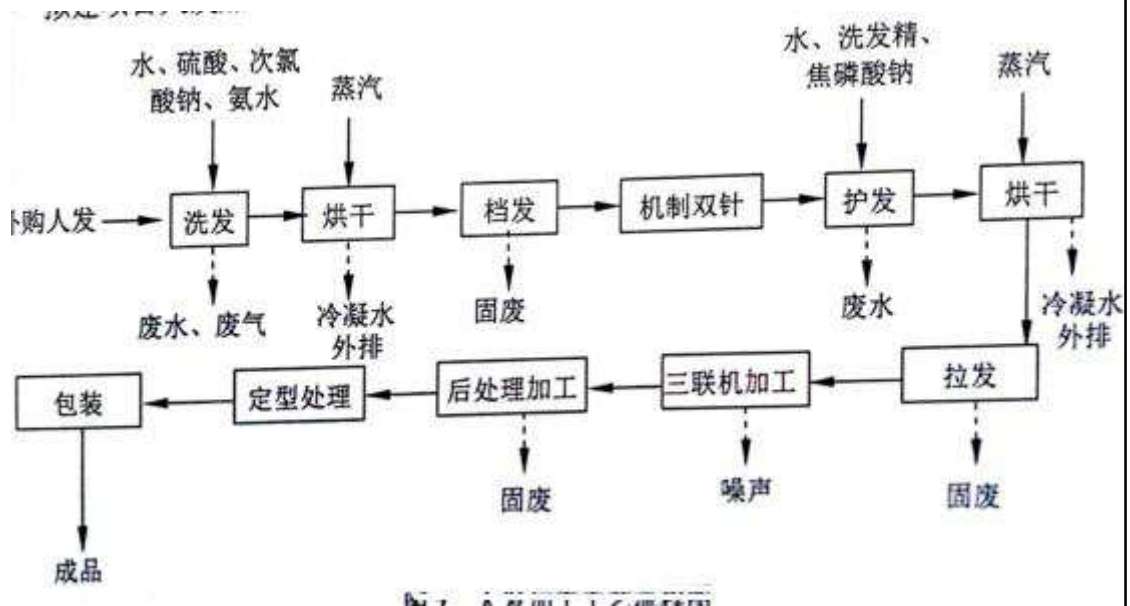 水、硫酸、次氯
酸钠、氨水
蒸汽
水、洗发精、
焦磷酸钠
蒸汽
外购人发
洗发
烘干
档发
机制双针
护发
烘干
废水、废气
冷凝水
外排
固废
废水
冷凝水
外排
包装
定型处理
后处理加工
三联机加工
拉发
固废
噪声
固废
成品